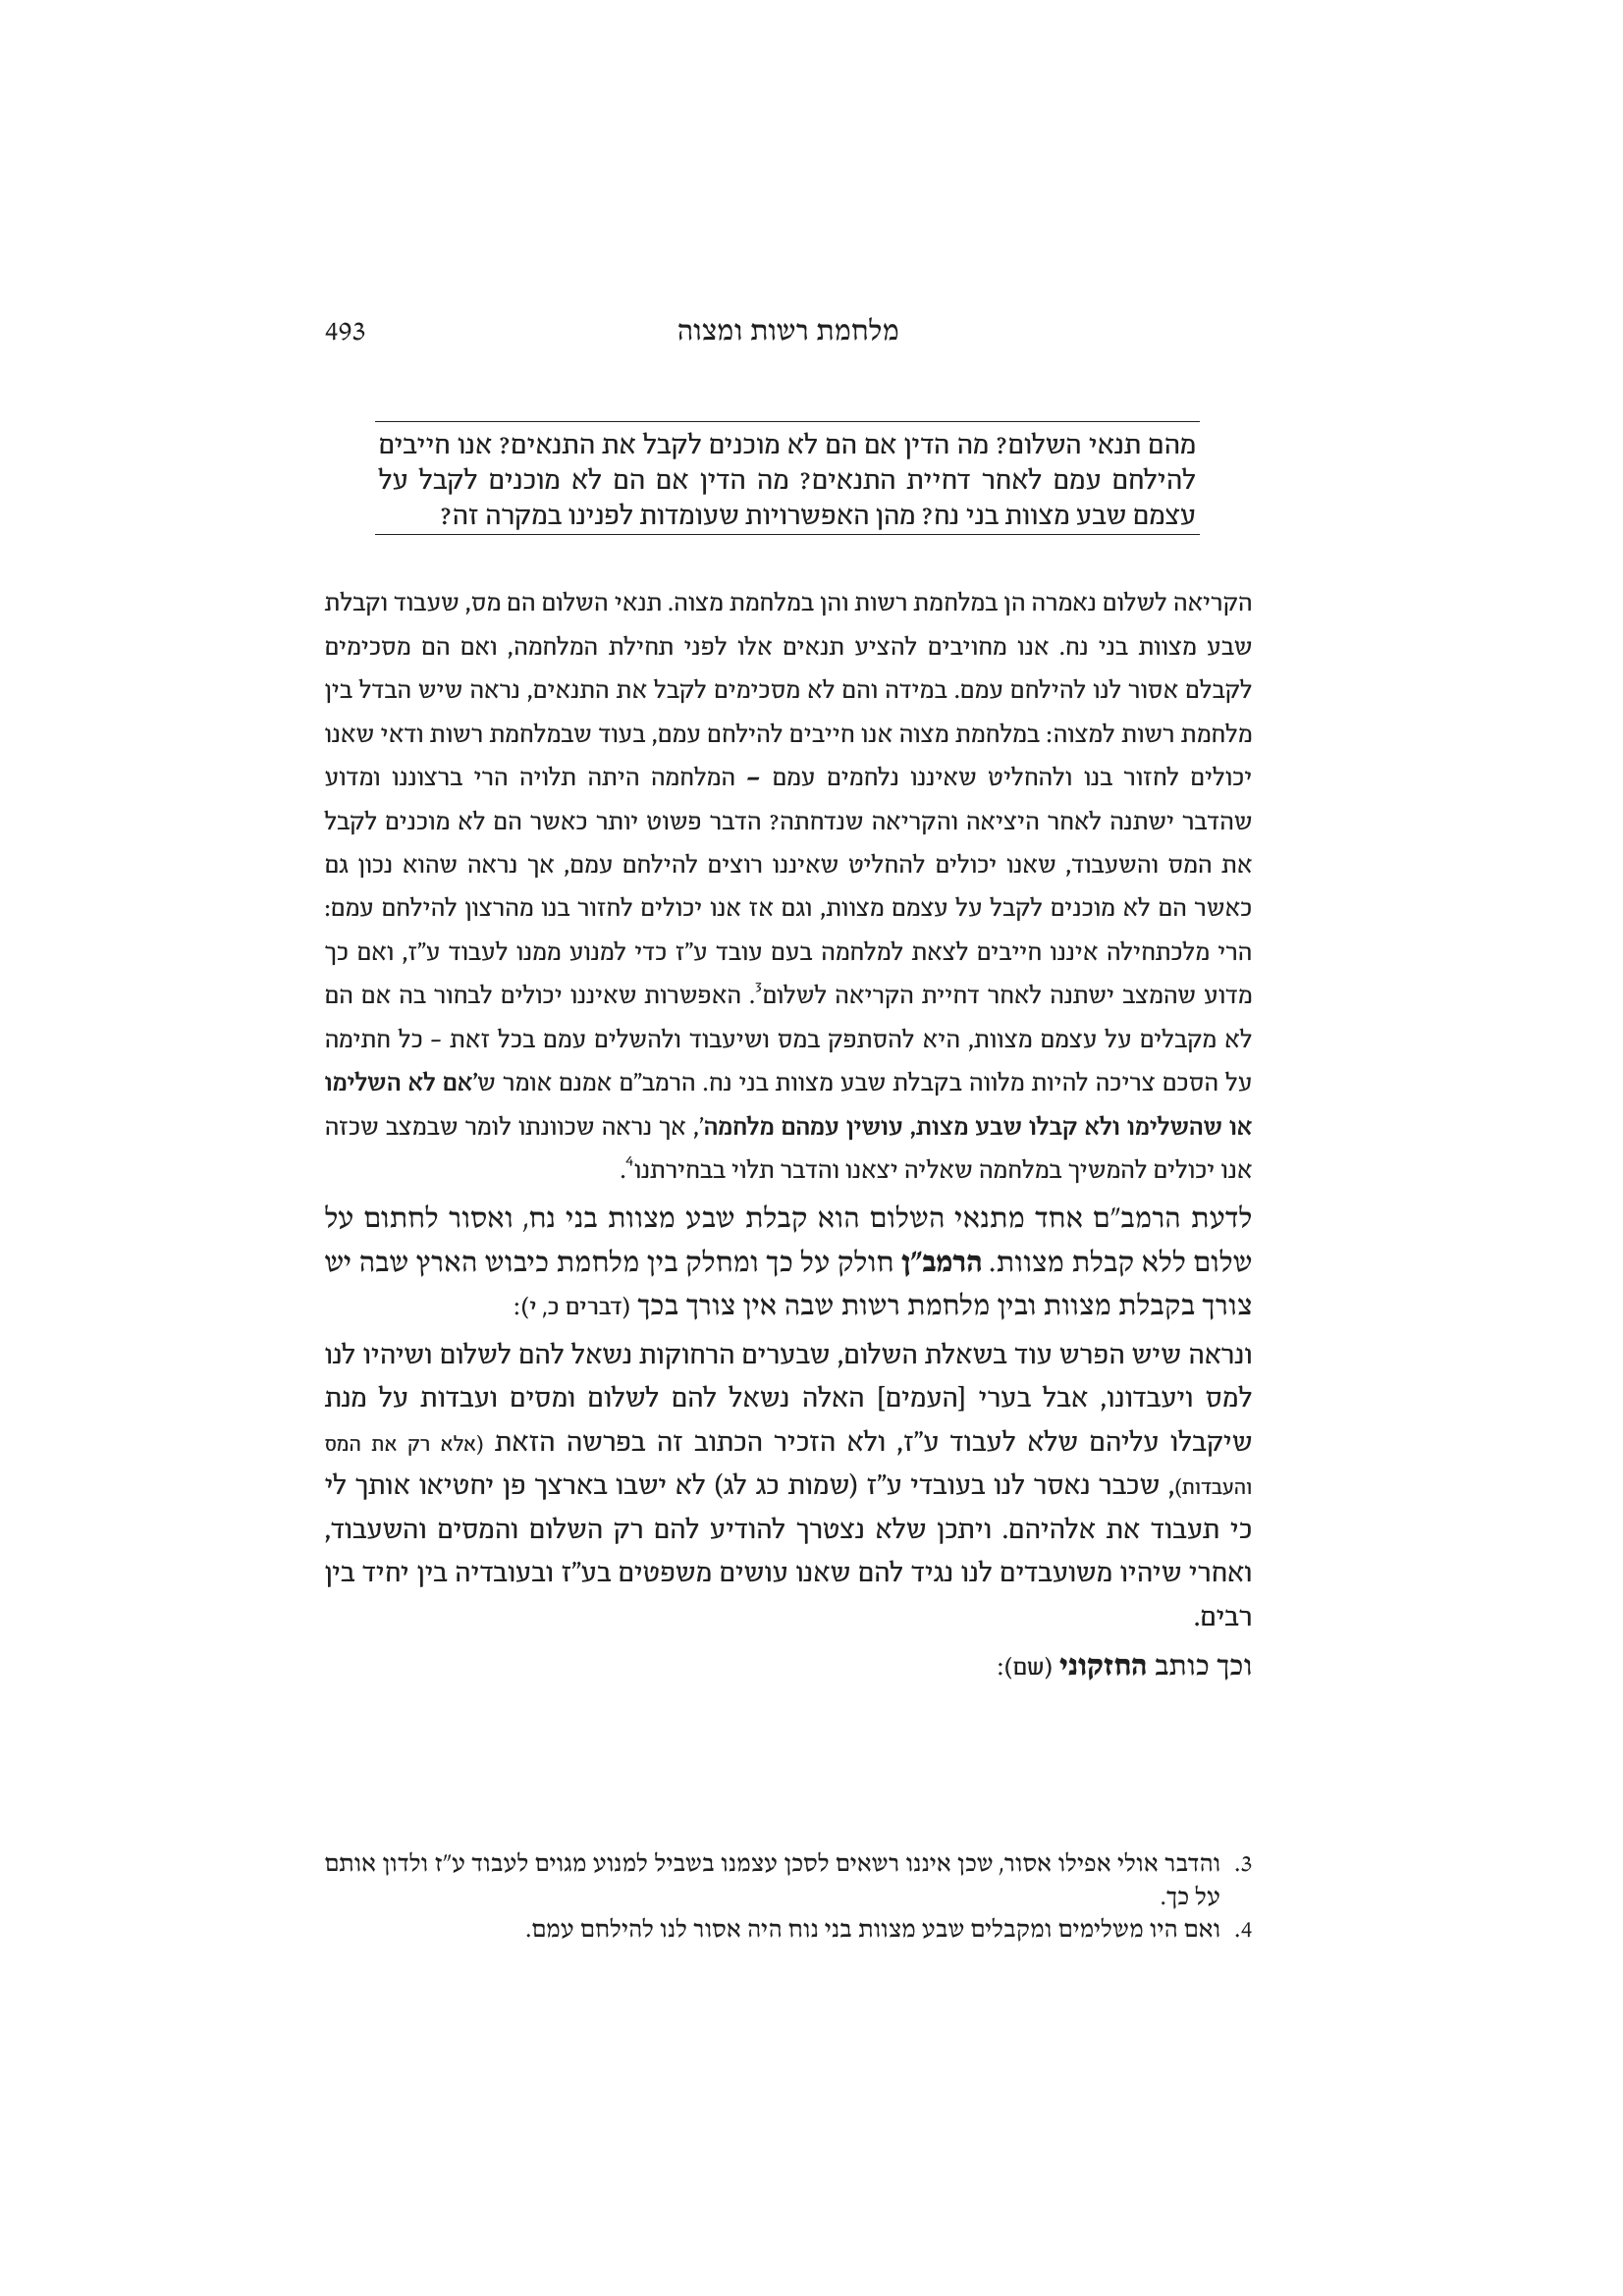 מלחמת רשות ומצוה 493
מהם תנאי השלום? מה הדין אם הם לא מוכנים לקבל את התנאים? אנו חייבים
להילחם עמם לאחר דחיית התנאים? מה הדין אם הם לא מוכנים לקבל על
עצמם שבע מצוות בני נח? מהן האפשרויות שעומדות לפנינו במקרה זה?
הקריאה לשלום נאמרה הן במלחמת רשות והן במלחמת מצוה. תנאי השלום הם מס, שעבוד וקבלת
שבע מצוות בני נח. אנו מחויבים להציע תנאים אלו לפני תחילת המלחמה, ואם הם מסכימים
לקבלם אסור לנו להילחם עמם. במידה והם לא מסכימים לקבל את התנאים, נראה שיש הבדל בין
מלחמת רשות למצוה: במלחמת מצוה אנו חייבים להילחם עמם, בעוד שבמלחמת רשות ודאי שאנו
יכולים לחזור בנו ולהחליט שאיננו נלחמים עמם – המלחמה היתה תלויה הרי ברצוננו ומדוע
שהדבר ישתנה לאחר היציאה והקריאה שנדחתה? הדבר פשוט יותר כאשר הם לא מוכנים לקבל
את המס והשעבוד, שאנו יכולים להחליט שאיננו רוצים להילחם עמם, אך נראה שהוא נכון גם
כאשר הם לא מוכנים לקבל על עצמם מצוות, וגם אז אנו יכולים לחזור בנו מהרצון להילחם עמם:
הרי מלכתחילה איננו חייבים לצאת למלחמה בעם עובד ע"ז כדי למנוע ממנו לעבוד ע"ז, ואם כך
מדוע שהמצב ישתנה לאחר דחיית הקריאה לשלום³. האפשרות שאיננו יכולים לבחור בה אם הם
לא מקבלים על עצמם מצוות, היא להסתפק במס ושיעבוד ולהשלים עמם בכל זאת – כל חתימה
על הסכם צריכה להיות מלווה בקבלת שבע מצוות בני נח. הרמב"ם אמנם אומר ש'אם לא השלימו
או שהשלימו ולא קבלו שבע מצות, עושין עמהם מלחמה', אך נראה שכוונתו לומר שבמצב שכזה
אנו יכולים להמשיך במלחמה שאליה יצאנו והדבר תלוי בבחירתנו⁴.
לדעת הרמב"ם אחד מתנאי השלום הוא קבלת שבע מצוות בני נח, ואסור לחתום על
שלום ללא קבלת מצוות. הרמב"ן חולק על כך ומחלק בין מלחמת כיבוש הארץ שבה יש
צורך בקבלת מצוות ובין מלחמת רשות שבה אין צורך בכך (דברים כ, י):
ונראה שיש הפרש עוד בשאלת השלום, שבערים הרחוקות נשאל להם לשלום ושיהיו לנו
למס ויעבדונו, אבל בערי [העמים] האלה נשאל להם לשלום ומסים ועבדות על מנת
שיקבלו עליהם שלא לעבוד ע"ז, ולא הזכיר הכתוב זה בפרשה הזאת (אלא רק את המס
והעבדות), שכבר נאסר לנו בעובדי ע"ז (שמות כג לג) לא ישבו בארצך פן יחטיאו אותך לי
כי תעבוד את אלהיהם. ויתכן שלא נצטרך להודיע להם רק השלום והמסים והשעבוד,
ואחרי שיהיו משועבדים לנו נגיד להם שאנו עושים משפטים בע"ז ובעובדיה בין יחיד בין
רבים.
וכך כותב החזקוני (שם):
3. והדבר אולי אפילו אסור, שכן איננו רשאים לסכן עצמנו בשביל למנוע מגוים לעבוד ע"ז ולדון אותם
על כך.
4. ואם היו משלימים ומקבלים שבע מצוות בני נוח היה אסור לנו להילחם עמם.